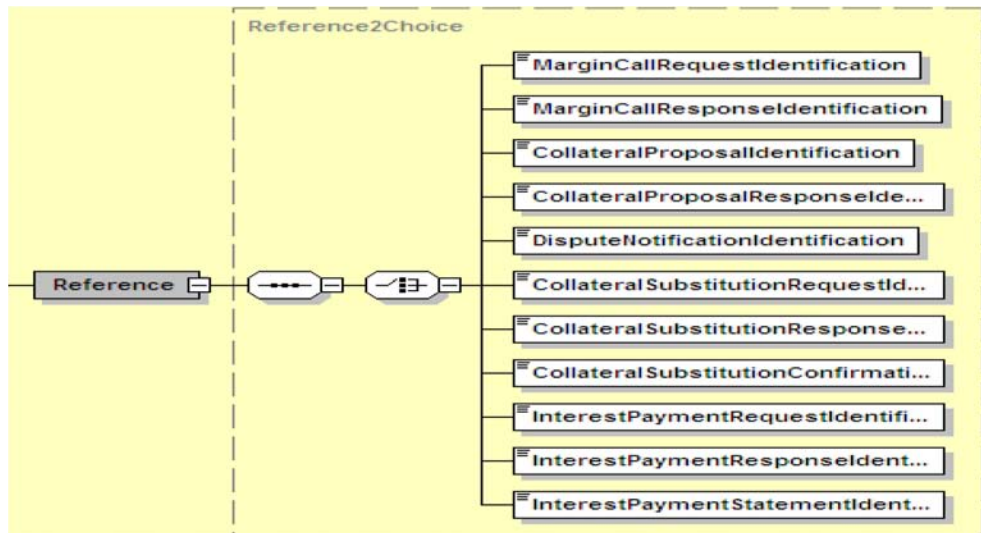 Reference2Choice
MarginCallRequestIdentification
MarginCallResponseIdentification
CollateralProposalIdentification
CollateralProposalResponseIde...
DisputeNotificationIdentification
Reference
CollateralSubstitutionRequestId...
CollateralSubstitutionResponse...
CollateralSubstitutionConfirmati...
InterestPaymentRequestIdentifi...
InterestPaymentResponseIdent...
InterestPaymentStatementIdent...